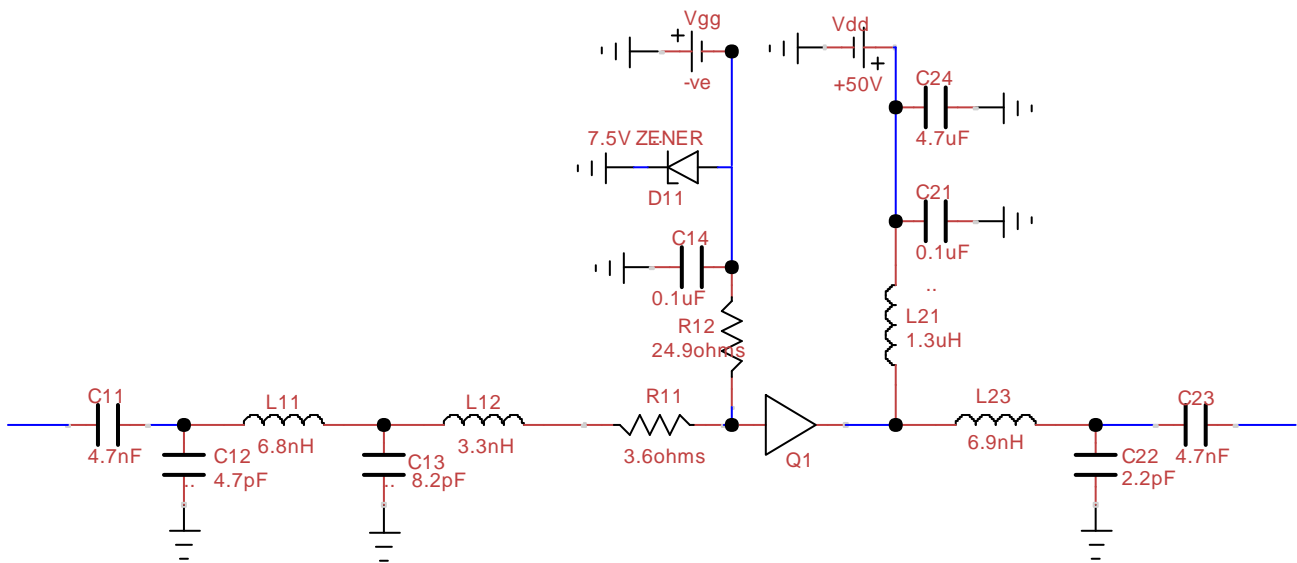 Vgg
+
-ve
Vdd
+
+50V
C24
4.7uF
7.5V ZENER
D11
C21
0.1uF
C14
0.1uF
R12
24.9ohms
L21
1.3uH
C11
4.7nF
L11
6.8nH
L12
3.3nH
R11
3.6ohms
Q1
L23
6.9nH
C23
4.7nF
C12
4.7pF
C13
8.2pF
C22
2.2pF